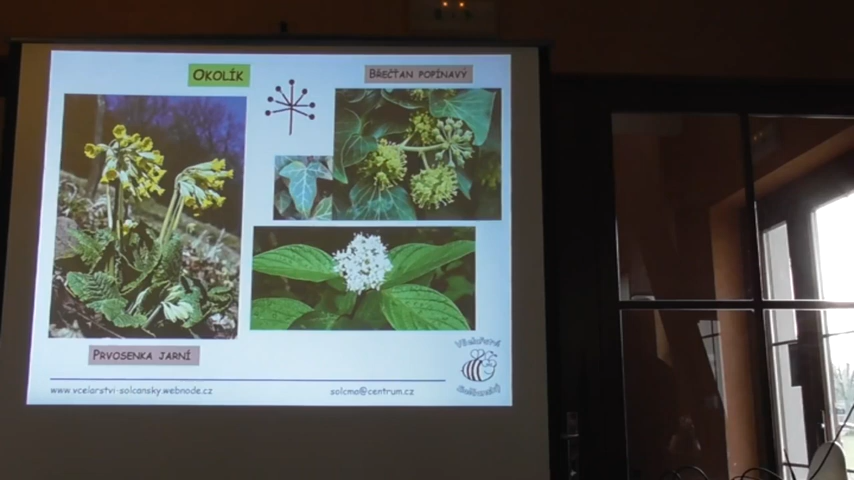 OKOLÍK
BŘEČŤAN POPÍNAVÝ
PRVOSENKA JARNÍ
www.vcelarstvi-solcansky.webnode.cz
solcma@centrum.cz